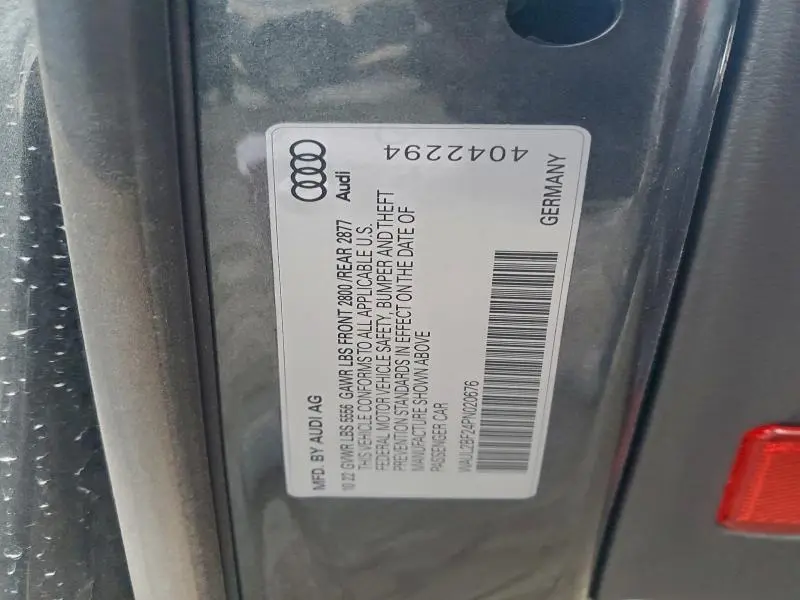 MFD. BY AUDI AG
Audi
10 22 GVWR LBS 5556 GAWR LBS FRONT 2800 /REAR 2877
THIS VEHICLE CONFORMS TO ALL APPLICABLE U.S.
FEDERAL MOTOR VEHICLE SAFETY, BUMPER AND THEFT
PREVENTION STANDARDS IN EFFECT ON THE DATE OF
MANUFACTURE SHOWN ABOVE
PASSENGER CAR
WAUL2BF24PN020676
GERMANY
4042294